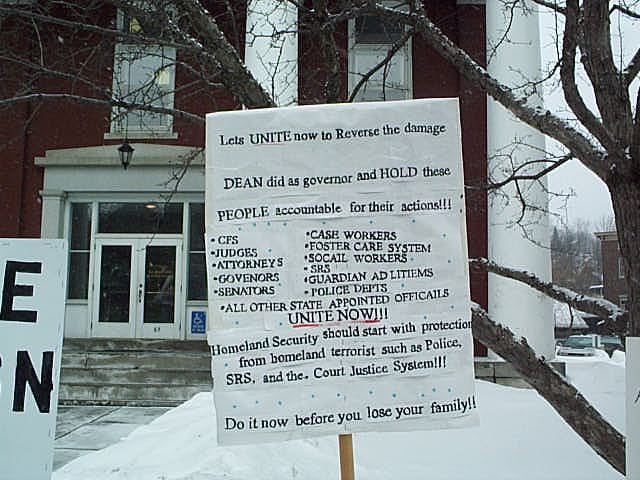 Lets UNITE now to Reverse the damage
DEAN did as governor and HOLD these
PEOPLE accountable for their actions!!!
• CFS
• JUDGES
• ATTORNEYS
• GOVENORS
• SENATORS
• CASE WORKERS
• FOSTER CARE SYSTEM
• SOCAIL WORKERS
• SRS
• GUARDIAN AD LITIEMS
• POLICE DEPTS
• ALL OTHER STATE APPOINTED OFFICAILS
UNITE NOW!!!
Homeland Security should start with protection
from homeland terrorist such as Police,
SRS, and the. Court Justice System!!!
Do it now before you lose your family!!
E
N